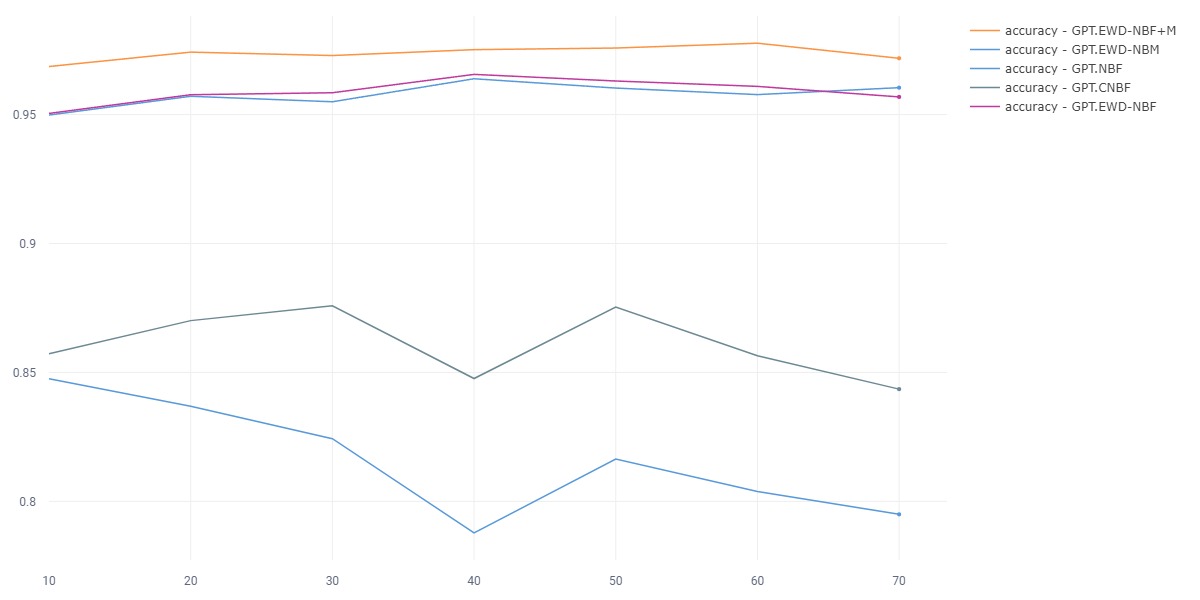 accuracy - GPT.EWD-NBF+M
accuracy - GPT.EWD-NBM
accuracy - GPT.NBF
accuracy - GPT.CNBF
accuracy - GPT.EWD-NBF
0.95
0.9
0.85
0.8
10 20 30 40 50 60 70